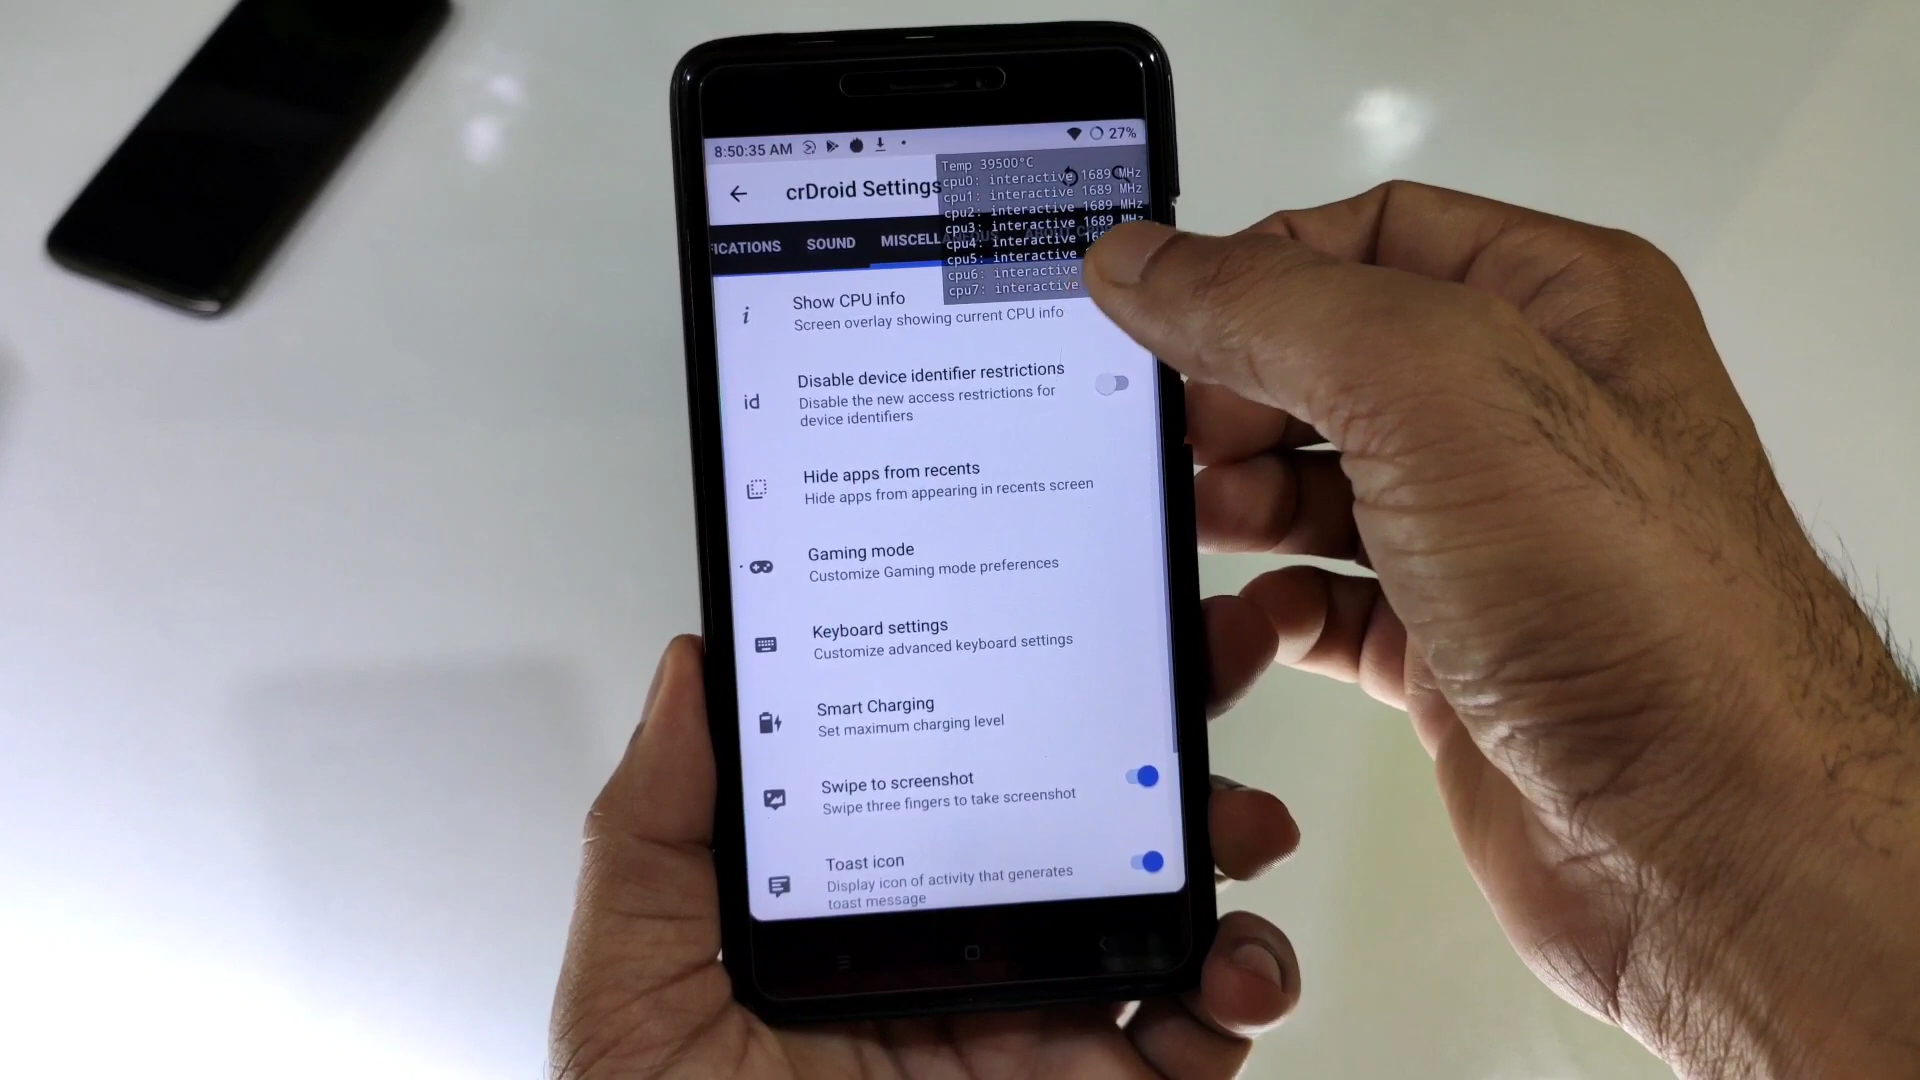 8:50:35 AM
27%
crDroid Settings
Temp 39500°C
cpu0: interactive 1689 MHz
cpu1: interactive 1689 MHz
cpu2: interactive 1689 MHz
cpu3: interactive 1689 MHz
cpu4: interactive
cpu5: interactive
cpu6: interactive
cpu7: interactive
ICATIONS SOUND MISCELLANEOUS
Show CPU info
Screen overlay showing current CPU info
Disable device identifier restrictions
id
Disable the new access restrictions for
device identifiers
Hide apps from recents
Hide apps from appearing in recents screen
Gaming mode
Customize Gaming mode preferences
Keyboard settings
Customize advanced keyboard settings
Smart Charging
Set maximum charging level
Swipe to screenshot
Swipe three fingers to take screenshot
Toast icon
Display icon of activity that generates
toast message